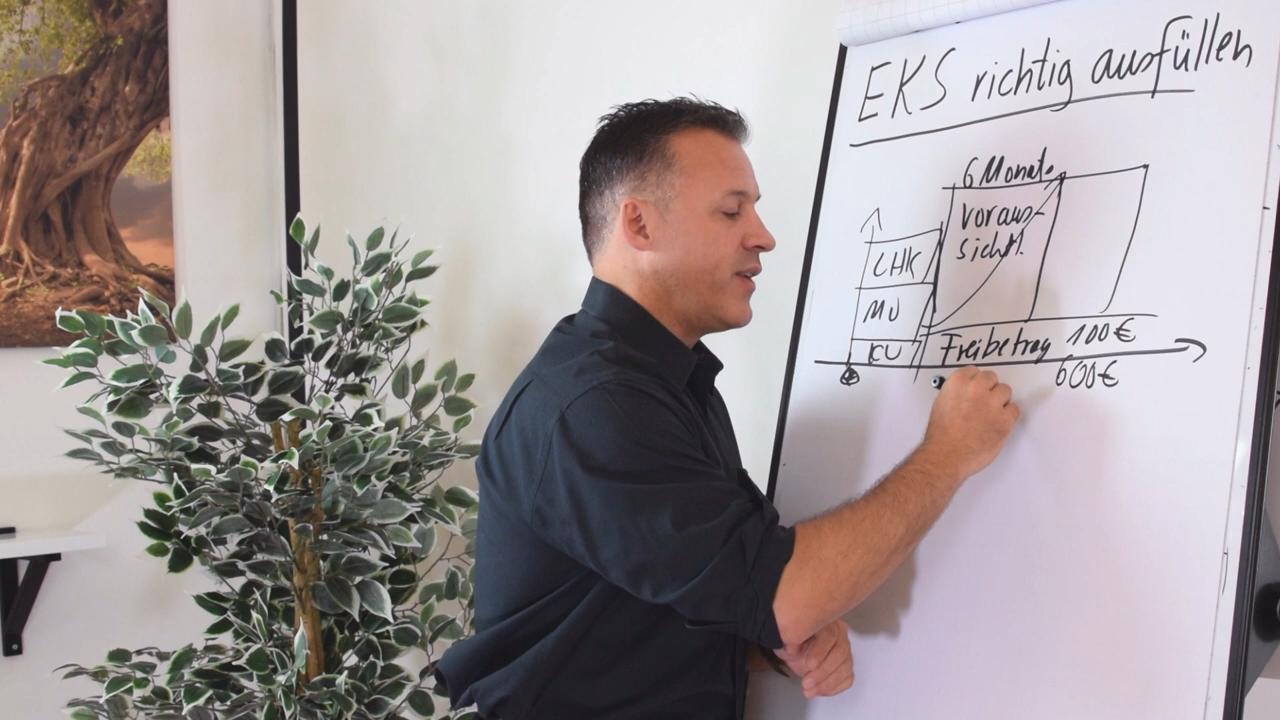 EKS richtig ausfüllen
6 Monate
voraus-
sichtl.
CHK
MU
KU
Freibetrag 100€
600€